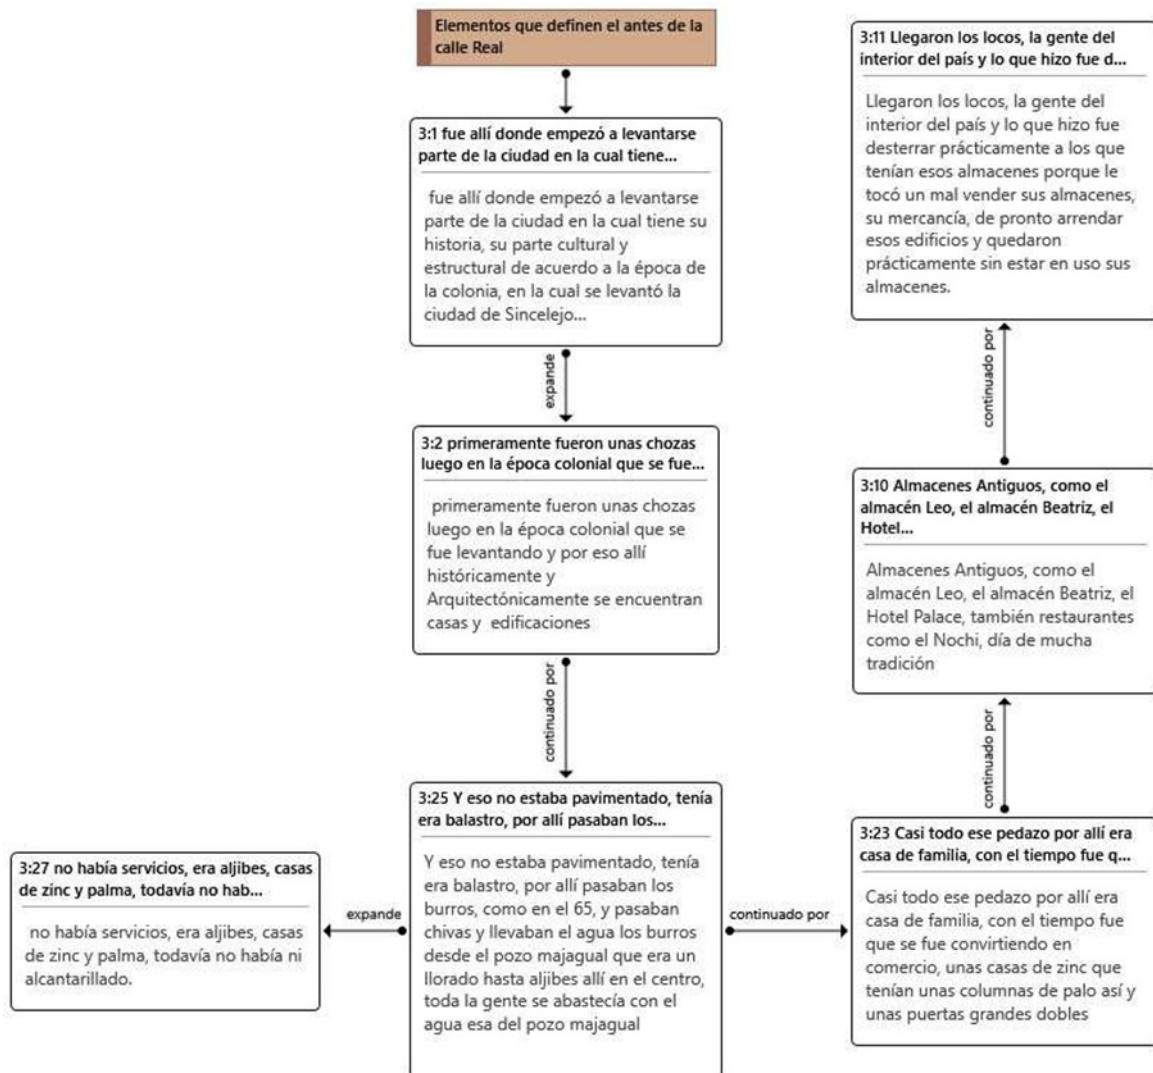 Elementos que definen el antes de la
calle Real
3:1 fue allí donde empezó a levantarse
parte de la ciudad en la cual tiene...
fue allí donde empezó a levantarse
parte de la ciudad en la cual tiene su
historia, su parte cultural y
estructural de acuerdo a la época de
la colonia, en la cual se levantó la
ciudad de Sincelejo...
expande
3:2 primeramente fueron unas chozas
luego en la época colonial que se fue...
primeramente fueron unas chozas
luego en la época colonial que se
fue levantando y por eso allí
históricamente y
Arquitectónicamente se encuentran
casas y edificaciones
continuado por
3:25 Y eso no estaba pavimentado, tenía
era balastro, por allí pasaban los...
Y eso no estaba pavimentado, tenía
era balastro, por allí pasaban los
burros, como en el 65, y pasaban
chivas y llevaban el agua los burros
desde el pozo majagual que era un
llorado hasta aljibes allí en el centro,
toda la gente se abastecía con el
agua esa del pozo majagual
expande
3:27 no había servicios, era aljibes, casas
de zinc y palma, todavía no hab...
no había servicios, era aljibes, casas
de zinc y palma, todavía no había ni
alcantarillado.
continuado por
3:23 Casi todo ese pedazo por allí era
casa de familia, con el tiempo fue q...
Casi todo ese pedazo por allí era
casa de familia, con el tiempo fue
que se fue convirtiendo en
comercio, unas casas de zinc que
tenían unas columnas de palo así y
unas puertas grandes dobles
continuado por
3:10 Almacenes Antiguos, como el
almacén Leo, el almacén Beatriz, el
Hotel...
Almacenes Antiguos, como el
almacén Leo, el almacén Beatriz, el
Hotel Palace, también restaurantes
como el Nochi, día de mucha
tradición
continuado por
3:11 Llegaron los locos, la gente del
interior del país y lo que hizo fue d...
Llegaron los locos, la gente del
interior del país y lo que hizo fue
desterrar prácticamente a los que
tenían esos almacenes porque le
tocó un mal vender sus almacenes,
su mercancía, de pronto arrendar
esos edificios y quedaron
prácticamente sin estar en uso sus
almacenes.